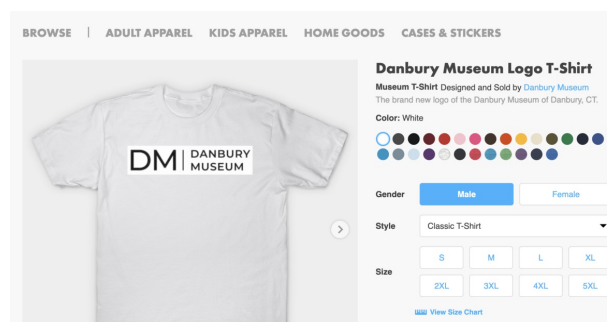 BROWSE | ADULT APPAREL KIDS APPAREL HOME GOODS CASES & STICKERS
DM | DANBURY
MUSEUM
Danbury Museum Logo T-Shirt
Museum T-Shirt Designed and Sold by Danbury Museum
The brand new logo of the Danbury Museum of Danbury, CT.
Color: White
Gender Male Female
Style Classic T-Shirt
Size
S M L XL
2XL 3XL 4XL 5XL
View Size Chart